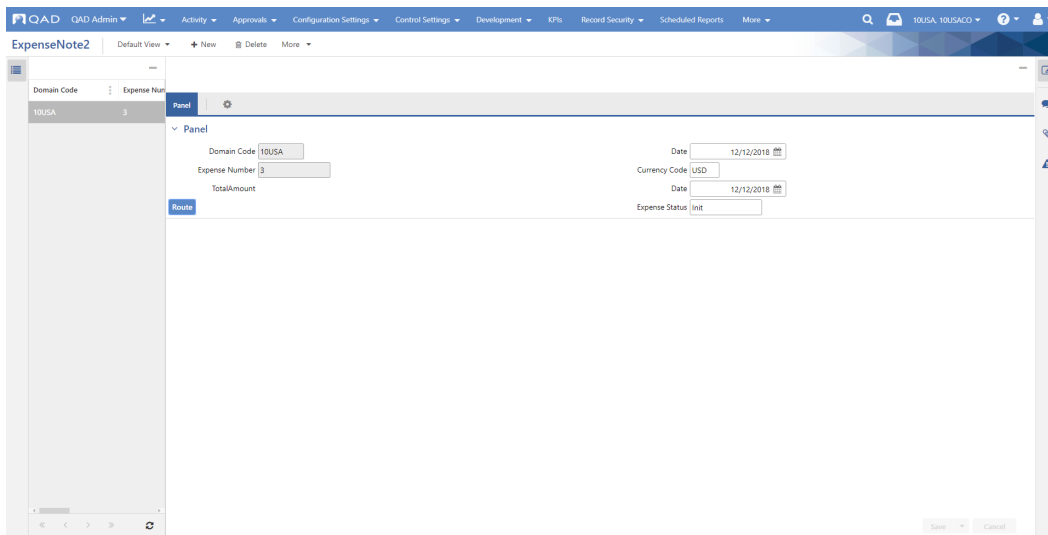 QAD QAD Admin Activity Approvals Configuration Settings Control Settings Development KPIs Record Security Scheduled Reports More 10USA, 10USACO
ExpenseNote2 Default View + New Delete More
Domain Code Expense Num
10USA 3
Panel
Panel
Domain Code 10USA Date 12/12/2018
Expense Number 3 Currency Code USD
TotalAmount Date 12/12/2018
Route Expense Status Init
Save Cancel